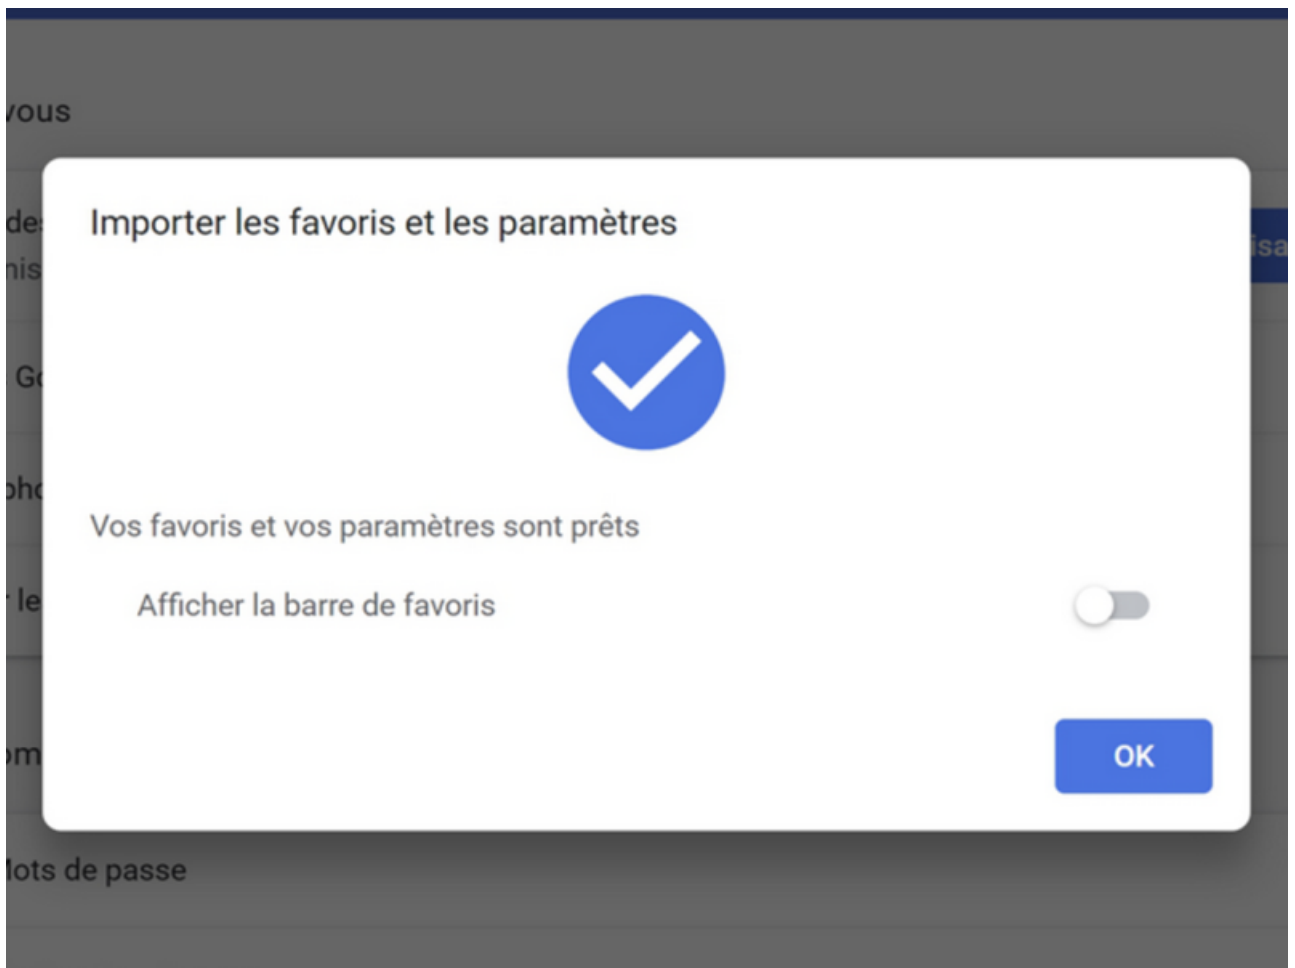 vous
Importer les favoris et les paramètres
Vos favoris et vos paramètres sont prêts
Afficher la barre de favoris
OK
de passe